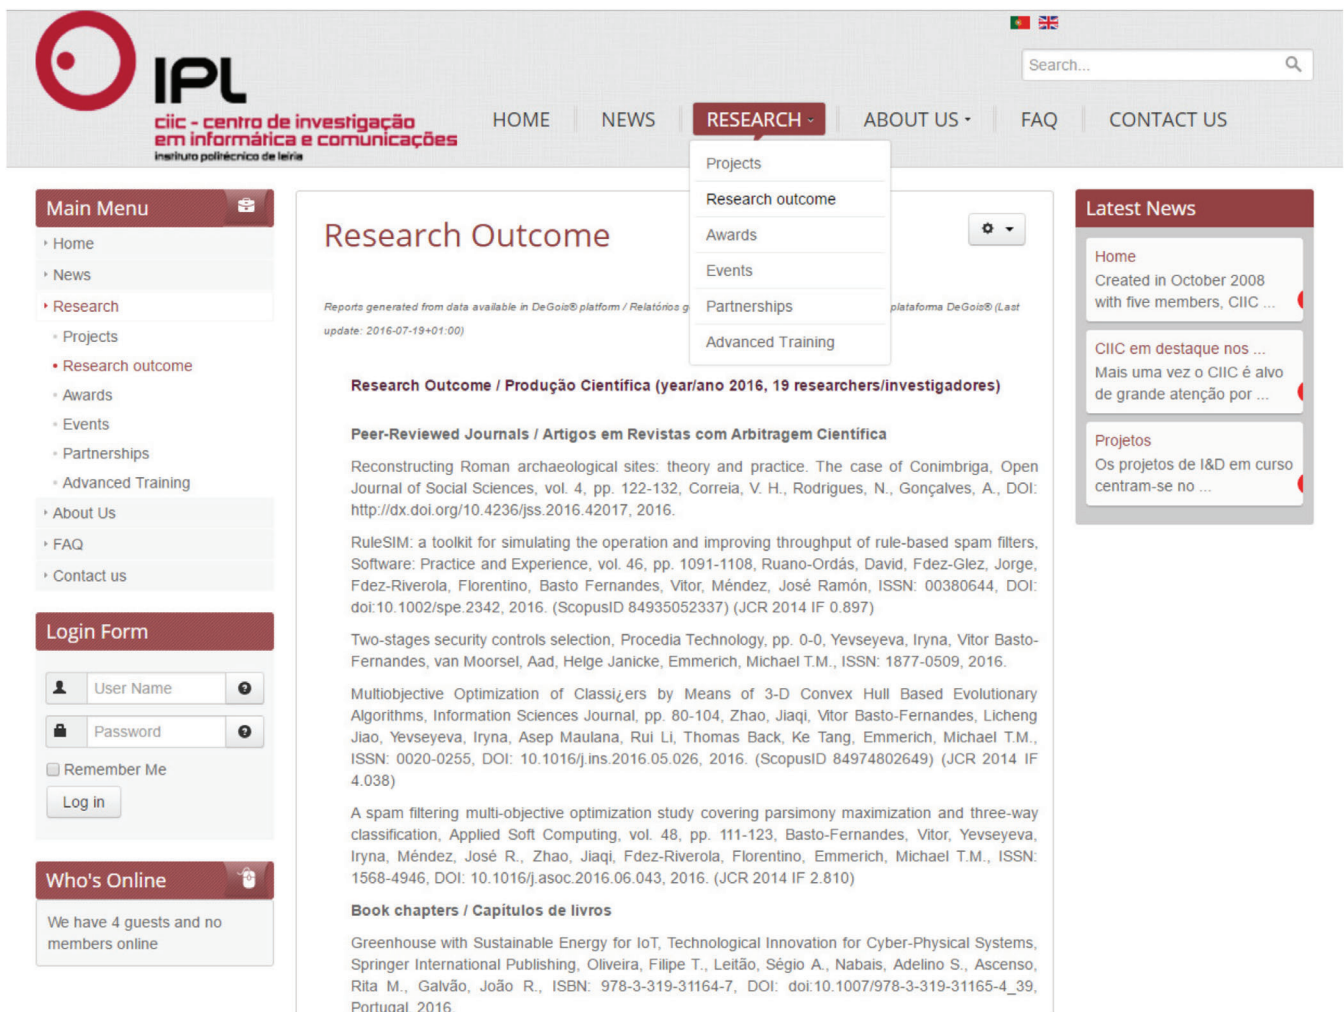 IPL
ciic - centro de investigação
em informática e comunicações
instituto politécnico de leiria
Search...
HOME
NEWS
RESEARCH
ABOUT US
FAQ
CONTACT US
Projects
Research outcome
Awards
Events
Partnerships
Advanced Training
Main Menu
Home
News
Research
Projects
Research outcome
Awards
Events
Partnerships
Advanced Training
About Us
FAQ
Contact us
Login Form
User Name
Password
Remember Me
Log in
Who's Online
We have 4 guests and no
members online
Research Outcome
Reports generated from data available in DeGois® platform / Relatórios g plataforma DeGois® (Last
update: 2016-07-19+01:00)
Research Outcome / Produção Científica (year/ano 2016, 19 researchers/investigadores)
Peer-Reviewed Journals / Artigos em Revistas com Arbitragem Científica
Reconstructing Roman archaeological sites: theory and practice. The case of Conimbriga, Open
Journal of Social Sciences, vol. 4, pp. 122-132, Correia, V. H., Rodrigues, N., Gonçalves, A., DOI:
http://dx.doi.org/10.4236/jss.2016.42017, 2016.
RuleSIM: a toolkit for simulating the operation and improving throughput of rule-based spam filters,
Software: Practice and Experience, vol. 46, pp. 1091-1108, Ruano-Ordás, David, Fdez-Glez, Jorge,
Fdez-Riverola, Florentino, Basto Fernandes, Vitor, Méndez, José Ramón, ISSN: 00380644, DOI:
doi:10.1002/spe.2342, 2016. (ScopusID 84935052337) (JCR 2014 IF 0.897)
Two-stages security controls selection, Procedia Technology, pp. 0-0, Yevseyeva, Iryna, Vitor Basto-
Fernandes, van Moorsel, Aad, Helge Janicke, Emmerich, Michael T.M., ISSN: 1877-0509, 2016.
Multiobjective Optimization of Classi¿ers by Means of 3-D Convex Hull Based Evolutionary
Algorithms, Information Sciences Journal, pp. 80-104, Zhao, Jiaqi, Vitor Basto-Fernandes, Licheng
Jiao, Yevseyeva, Iryna, Asep Maulana, Rui Li, Thomas Back, Ke Tang, Emmerich, Michael T.M.,
ISSN: 0020-0255, DOI: 10.1016/j.ins.2016.05.026, 2016. (ScopusID 84974802649) (JCR 2014 IF
4.038)
A spam filtering multi-objective optimization study covering parsimony maximization and three-way
classification, Applied Soft Computing, vol. 48, pp. 111-123, Basto-Fernandes, Vitor, Yevseyeva,
Iryna, Méndez, José R., Zhao, Jiaqi, Fdez-Riverola, Florentino, Emmerich, Michael T.M., ISSN:
1568-4946, DOI: 10.1016/j.asoc.2016.06.043, 2016. (JCR 2014 IF 2.810)
Book chapters / Capítulos de livros
Greenhouse with Sustainable Energy for IoT, Technological Innovation for Cyber-Physical Systems,
Springer International Publishing, Oliveira, Filipe T., Leitão, Ségio A., Nabais, Adelino S., Ascenso,
Rita M., Galvão, João R., ISBN: 978-3-319-31164-7, DOI: doi:10.1007/978-3-319-31165-4_39,
Portugal, 2016.
Latest News
Home
Created in October 2008
with five members, CIIC ...
CIIC em destaque nos ...
Mais uma vez o CIIC é alvo
de grande atenção por ...
Projetos
Os projetos de I&D em curso
centram-se no ...